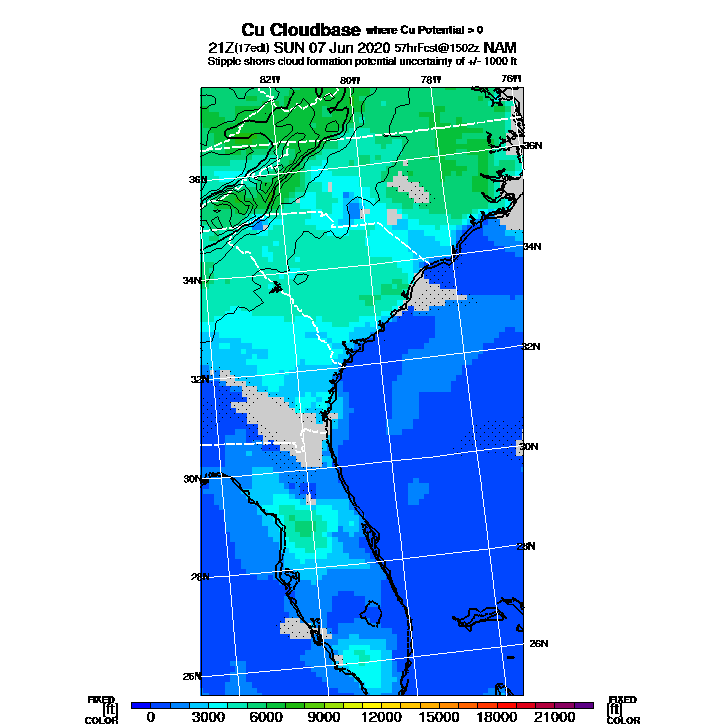 Cu Cloudbase where Cu Potential > 0
21Z(17edt) SUN 07 Jun 2020 57hrFcst@1502z NAM
Stipple shows cloud formation potential uncertainty of +/- 1000 ft
82W 80W 78W 76W
36N
36N
34N
34N
32N
32N
30N
30N
28N
28N
26N
26N
FIXED FIXED
[ft] [ft]
COLOR COLOR
0 3000 6000 9000 12000 15000 18000 21000